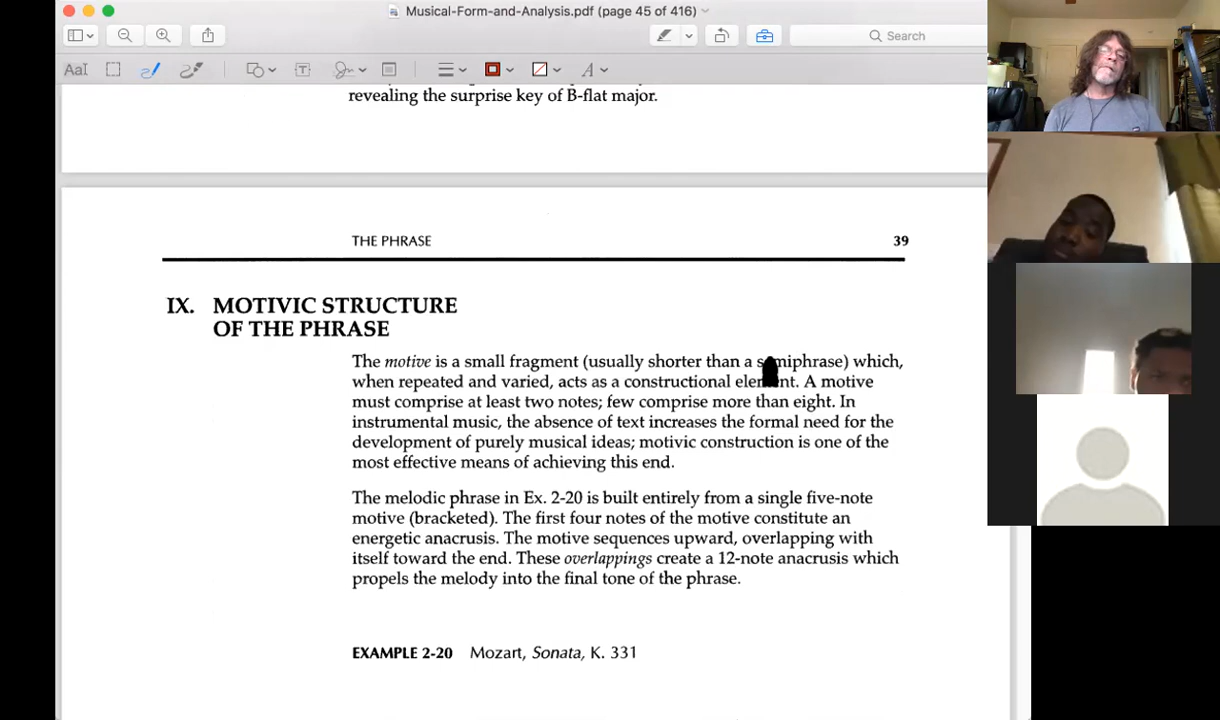 Musical-Form-and-Analysis.pdf (page 45 of 416)
Search
AaI
T
A
revealing the surprise key of B-flat major.
THE PHRASE 39
IX. MOTIVIC STRUCTURE
OF THE PHRASE
The motive is a small fragment (usually shorter than a semiphrase) which,
when repeated and varied, acts as a constructional element. A motive
must comprise at least two notes; few comprise more than eight. In
instrumental music, the absence of text increases the formal need for the
development of purely musical ideas; motivic construction is one of the
most effective means of achieving this end.
The melodic phrase in Ex. 2-20 is built entirely from a single five-note
motive (bracketed). The first four notes of the motive constitute an
energetic anacrusis. The motive sequences upward, overlapping with
itself toward the end. These overlappings create a 12-note anacrusis which
propels the melody into the final tone of the phrase.
EXAMPLE 2-20 Mozart, Sonata, K. 331